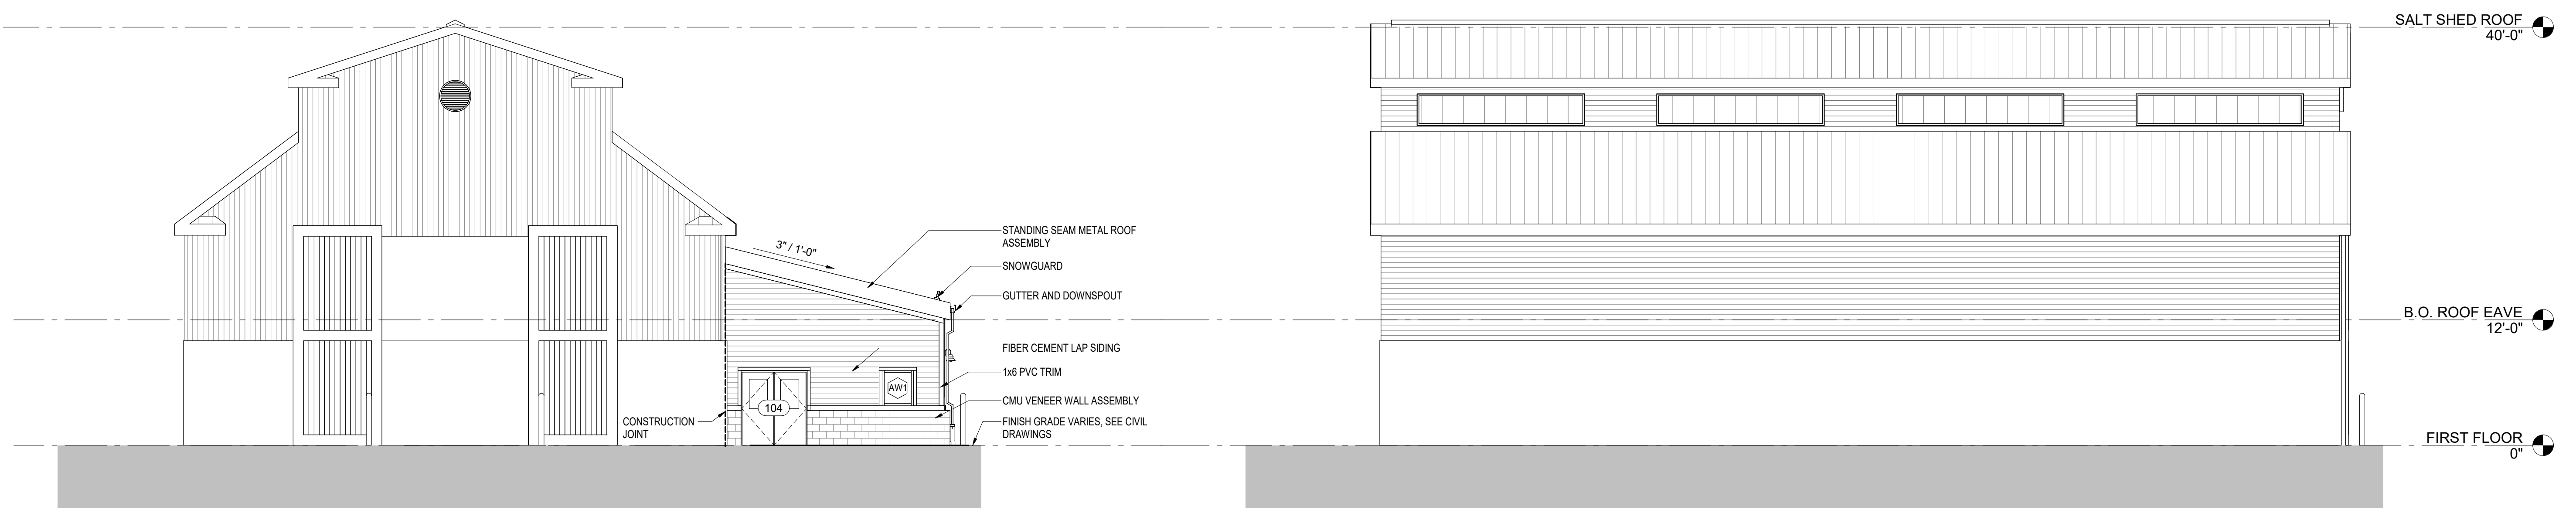 SALT SHED ROOF
40'-0"
3" / 1'-0"
STANDING SEAM METAL ROOF
ASSEMBLY
SNOWGUARD
GUTTER AND DOWNSPOUT
B.O. ROOF EAVE
12'-0"
FIBER CEMENT LAP SIDING
1x6 PVC TRIM
AW1
CMU VENEER WALL ASSEMBLY
104
CONSTRUCTION
JOINT
FINISH GRADE VARIES, SEE CIVIL
DRAWINGS
FIRST FLOOR
0"